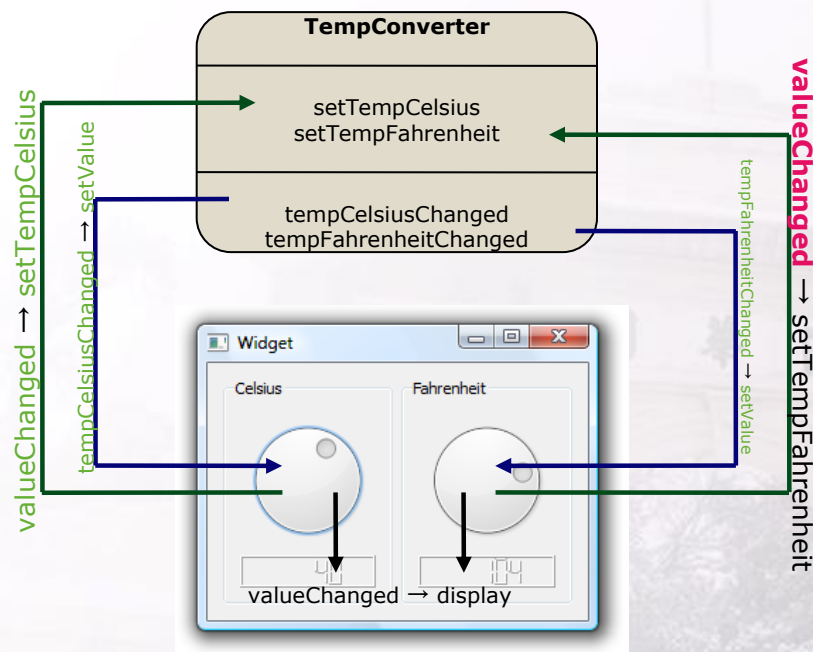 TempConverter
setTempCelsius
setTempFahrenheit
tempCelsiusChanged
tempFahrenheitChanged
valueChanged → setTempCelsius
tempCelsiusChanged → setValue
tempFahrenheitChanged → setValue
valueChanged → setTempFahrenheit
Widget
Celsius
Fahrenheit
40
104
valueChanged → display